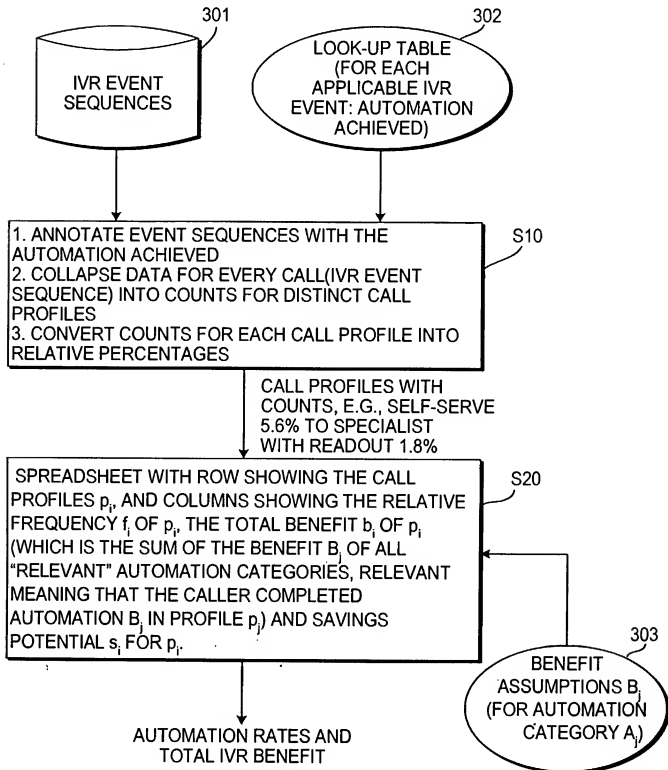 301
IVR EVENT
SEQUENCES
302
LOOK-UP TABLE
(FOR EACH
APPLICABLE IVR
EVENT: AUTOMATION
ACHIEVED)
S10
1. ANNOTATE EVENT SEQUENCES WITH THE
AUTOMATION ACHIEVED
2. COLLAPSE DATA FOR EVERY CALL(IVR EVENT
SEQUENCE) INTO COUNTS FOR DISTINCT CALL
PROFILES
3. CONVERT COUNTS FOR EACH CALL PROFILE INTO
RELATIVE PERCENTAGES
CALL PROFILES WITH
COUNTS, E.G., SELF-SERVE
5.6% TO SPECIALIST
WITH READOUT 1.8%
S20
SPREADSHEET WITH ROW SHOWING THE CALL
PROFILES pi, AND COLUMNS SHOWING THE RELATIVE
FREQUENCY fi OF pi, THE TOTAL BENEFIT bi OF pi
(WHICH IS THE SUM OF THE BENEFIT Bj OF ALL
"RELEVANT" AUTOMATION CATEGORIES, RELEVANT
MEANING THAT THE CALLER COMPLETED
AUTOMATION Bj IN PROFILE pj) AND SAVINGS
POTENTIAL si FOR pi.
303
BENEFIT
ASSUMPTIONS Bj
(FOR AUTOMATION
CATEGORY Aj)
AUTOMATION RATES AND
TOTAL IVR BENEFIT